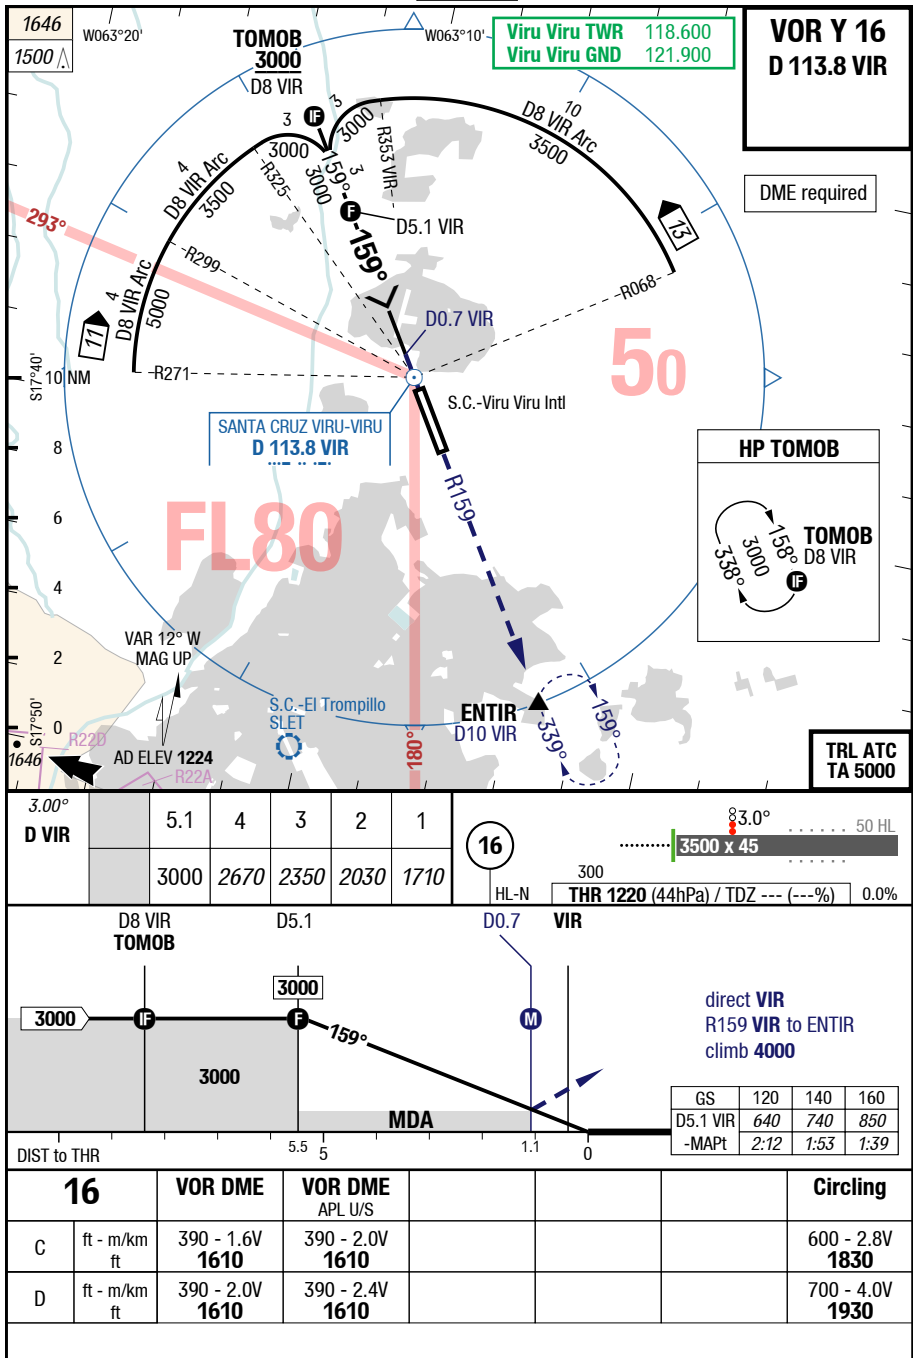 1646
1500
W063°20'
TOMOB
3000
D8 VIR
W063°10'
Viru Viru TWR 118.600
Viru Viru GND 121.900
VOR Y 16
D 113.8 VIR
DME required
IF
3
3000
3
3000
10
D8 VIR Arc
3500
4
D8 VIR Arc
3500
R325
159°
3000
3
R353 VIR
F
D5.1 VIR
159°
13
293°
R299
4
D8 VIR Arc
5000
11
R068
D0.7 VIR
50
R271
S17°40'
10 NM
8
6
4
2
0
S.C.-Viru Viru Intl
SANTA CRUZ VIRU-VIRU
D 113.8 VIR
FL80
R159
HP TOMOB
158°
3000
338°
TOMOB
D8 VIR
IF
VAR 12° W
MAG UP
S17°50'
S.C.-El Trompillo
SLET
ENTIR
D10 VIR
339°
159°
180°
R22D
1646
AD ELEV 1224
R22A
TRL ATC
TA 5000
3.00°
D VIR 5.1 4 3 2 1
3000 2670 2350 2030 1710
16
HL-N
3.0°
50 HL
3500 x 45
300
THR 1220 (44hPa) / TDZ --- (---%) 0.0%
D8 VIR
TOMOB
D5.1
D0.7
VIR
3000
3000
IF
F
M
159°
3000
MDA
direct VIR
R159 VIR to ENTIR
climb 4000
GS 120 140 160
D5.1 VIR 640 740 850
-MAPt 2:12 1:53 1:39
DIST to THR 5.5 5 1.1 0
16 VOR DME VOR DME Circling
APL U/S
C ft - m/km 390 - 1.6V 390 - 2.0V 600 - 2.8V
ft 1610 1610 1830
D ft - m/km 390 - 2.0V 390 - 2.4V 700 - 4.0V
ft 1610 1610 1930